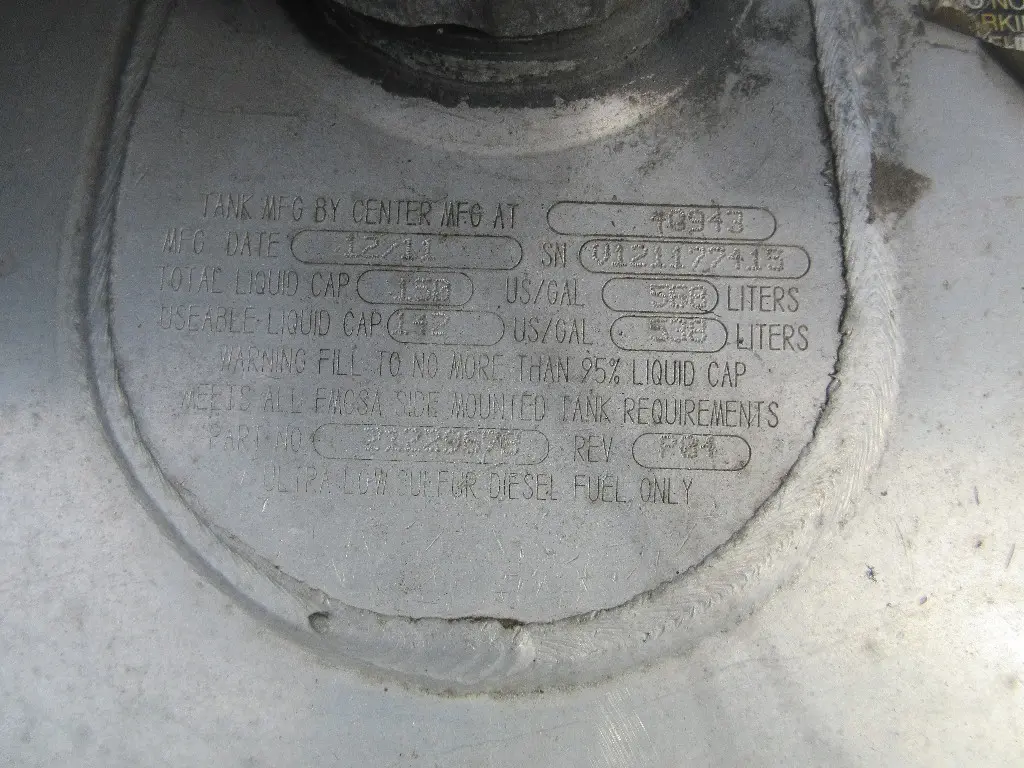 TANK MFG BY CENTER MFG AT 40943
MFG DATE 12/11 SN 0121177415
TOTAL LIQUID CAP 150 US/GAL LITERS
USEABLE LIQUID CAP 142 US/GAL 538 LITERS
WARNING FILL TO NO MORE THAN 95% LIQUID CAP
MEETS ALL FMCSA SIDE MOUNTED TANK REQUIREMENTS
PART NO REV P04
ULTRA LOW SULFUR DIESEL FUEL ONLY